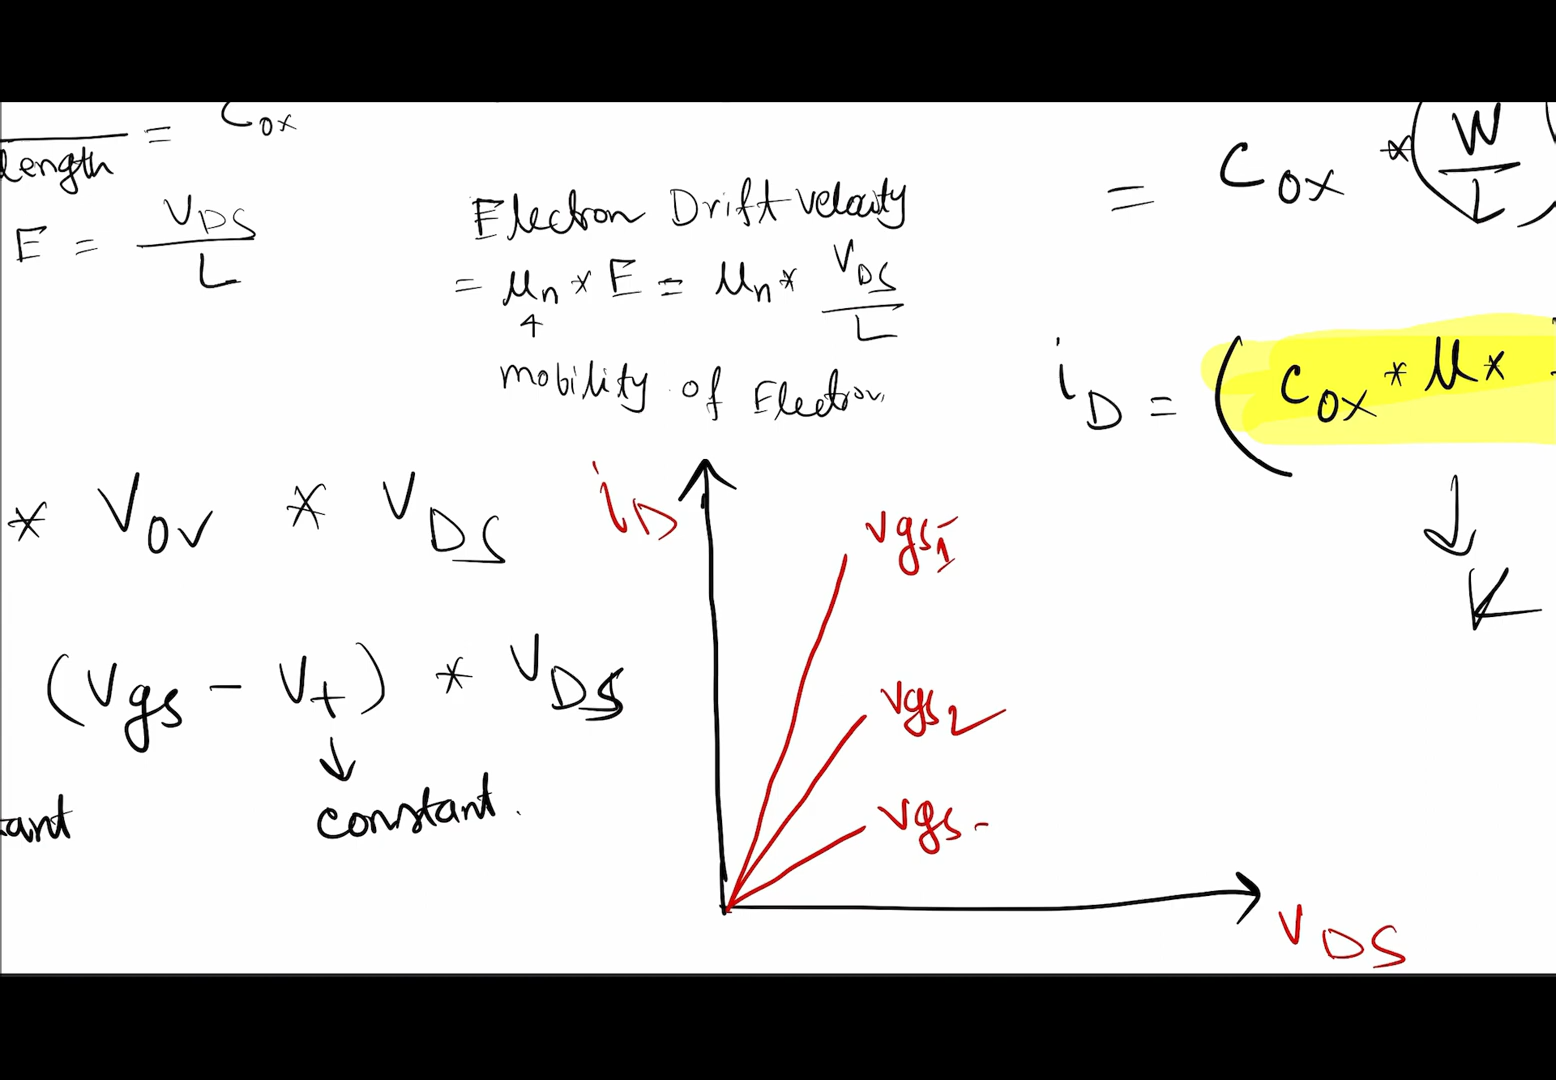 length = Cox
E = VDS / L
Electron Drift velocity
= μn * E = μn * VDS / L
mobility of Electron
= Cox * (W / L)
iD = (Cox * μ *
K
* VOV * VDS
(Vgs - Vt) * VDS
constant.
iD
Vgs1
Vgs2
Vgs-
VDS